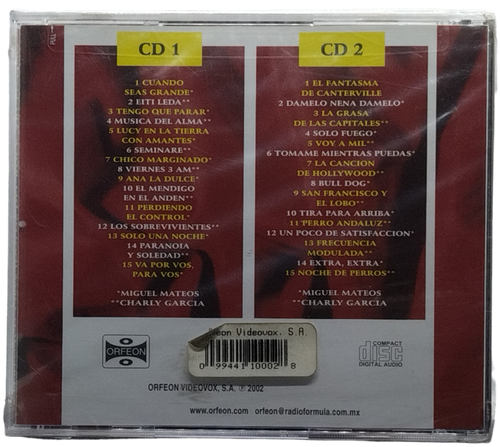 PULL
CD 1
1 CUANDO
SEAS GRANDE*
2 EITI LEDA**
3 TENGO QUE PARAR*
4 MUSICA DEL ALMA**
5 LUCY EN LA TIERRA
CON AMANTES*
6 SEMINARE**
7 CHICO MARGINADO*
8 VIERNES 3 AM**
9 ANA LA DULCE*
10 EL MENDIGO
EN EL ANDEN**
11 PERDIENDO
EL CONTROL*
12 LOS SOBREVIVIENTES**
13 SOLO UNA NOCHE*
14 PARANOIA
Y SOLEDAD**
15 VA POR VOS,
PARA VOS*
*MIGUEL MATEOS
**CHARLY GARCIA
CD 2
1 EL FANTASMA
DE CANTERVILLE
2 DAMELO NENA DAMELO*
3 LA GRASA
DE LAS CAPITALES**
4 SOLO FUEGO*
5 VOY A MIL**
6 TOMAME MIENTRAS PUEDAS*
7 LA CANCION
DE HOLLYWOOD**
8 BULL DOG*
9 SAN FRANCISCO Y
EL LOBO**
10 TIRA PARA ARRIBA*
11 PERRO ANDALUZ**
12 UN POCO DE SATISFACCION*
13 FRECUENCIA
MODULADA**
14 EXTRA, EXTRA*
15 NOCHE DE PERROS**
*MIGUEL MATEOS
**CHARLY GARCIA
ORFEON
feon Videovox, S.A.
0 99441 10002 8
COMPACT
disc
DIGITAL AUDIO
ORFEON VIDEOVOX, S.A. ℗ 2002
www.orfeon.com orfeon@radioformula.com.mx